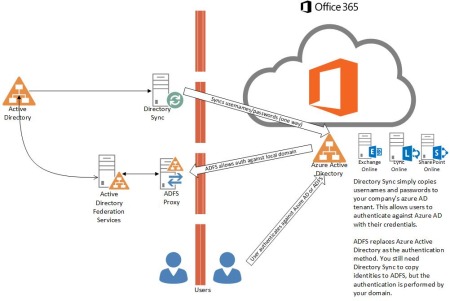 Office 365
Active
Directory
Directory
Sync
Syncs usernames/passwords (one way)
ADFS allows auth against local domain
Azure Active
Directory
Exchange
Online
Lync
Online
SharePoint
Online
Active
Directory
Federation
Services
ADFS
Proxy
User Authenticates against Azure AD or ADFS
Users
Directory Sync simply copies
usernames and passwords to
your company's azure AD
tenant. This allows users to
authenticate against Azure AD
with their credentials.
ADFS replaces Azure Active
Directory as the authentication
method. You still need
Directory Sync to copy
identities to ADFS, but the
authentication is performed by
your domain.